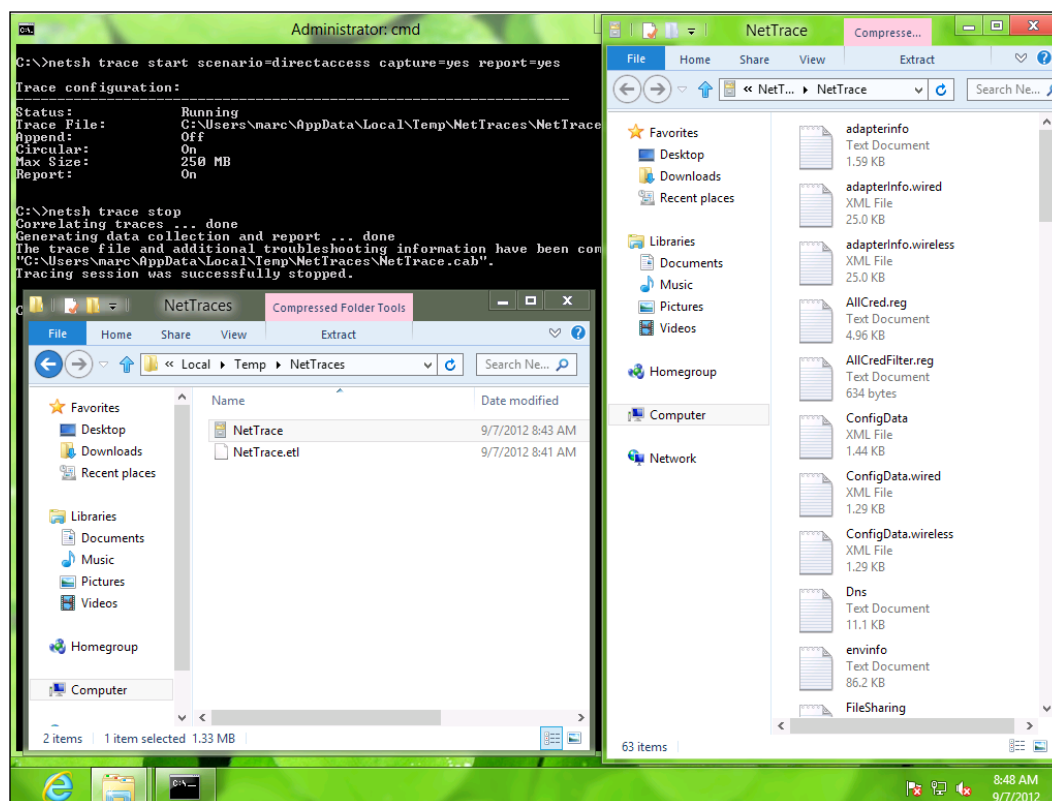 Administrator: cmd
C:\>netsh trace start scenario=directaccess capture=yes report=yes
Trace configuration:
-------------------------------------------------------------------
Status: Running
Trace File: C:\Users\marc\AppData\Local\Temp\NetTraces\NetTrace
Append: Off
Circular: On
Max Size: 250 MB
Report: On
C:\>netsh trace stop
Correlating traces ... done
Generating data collection and report ... done
The trace file and additional troubleshooting information have been com
"C:\Users\marc\AppData\Local\Temp\NetTraces\NetTrace.cab".
Tracing session was successfully stopped.
C
NetTraces
Compressed Folder Tools
File Home Share View Extract
« Local Temp NetTraces
Search Ne...
Favorites
Desktop
Downloads
Recent places
Libraries
Documents
Music
Pictures
Videos
Homegroup
Computer
Name Date modified
NetTrace 9/7/2012 8:43 AM
NetTrace.etl 9/7/2012 8:41 AM
2 items 1 item selected 1.33 MB
NetTrace
Compresse...
File Home Share View Extract
« NetT... NetTrace
Search Ne...
Favorites
Desktop
Downloads
Recent places
Libraries
Documents
Music
Pictures
Videos
Homegroup
Computer
Network
adapterinfo
Text Document
1.59 KB
adapterInfo.wired
XML File
25.0 KB
adapterInfo.wireless
XML File
25.0 KB
AllCred.reg
Text Document
4.96 KB
AllCredFilter.reg
Text Document
634 bytes
ConfigData
XML File
1.44 KB
ConfigData.wired
XML File
1.29 KB
ConfigData.wireless
XML File
1.29 KB
Dns
Text Document
11.1 KB
envinfo
Text Document
86.2 KB
FileSharing
63 items
8:48 AM
9/7/2012